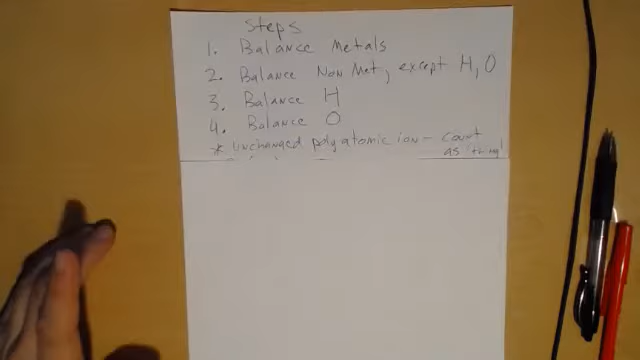 Steps
1. Balance Metals
2. Balance Non Met, except H, O
3. Balance H
4. Balance O
* Unchanged polyatomic ion - count
as 'thing'